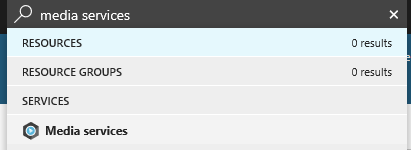 media services
RESOURCES 0 results
RESOURCE GROUPS 0 results
SERVICES
Media services